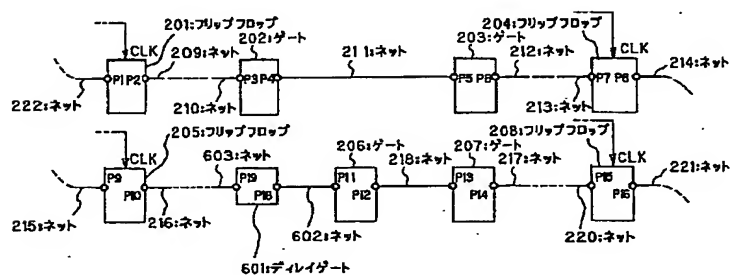 201:フリップフロップ
202:ゲート
203:ゲート
204:フリップフロップ
CLK
209:ネット
211:ネット
212:ネット
CLK
214:ネット
P1 P2
P3 P4
P5 P6
P7 P8
222:ネット
210:ネット
213:ネット
205:フリップフロップ
208:フリップフロップ
CLK
603:ネット
206:ゲート
218:ネット
207:ゲート
217:ネット
CLK
221:ネット
P9
P10
P19
P18
P11
P12
P13
P14
P15
P16
215:ネット
216:ネット
602:ネット
220:ネット
601:ディレイゲート